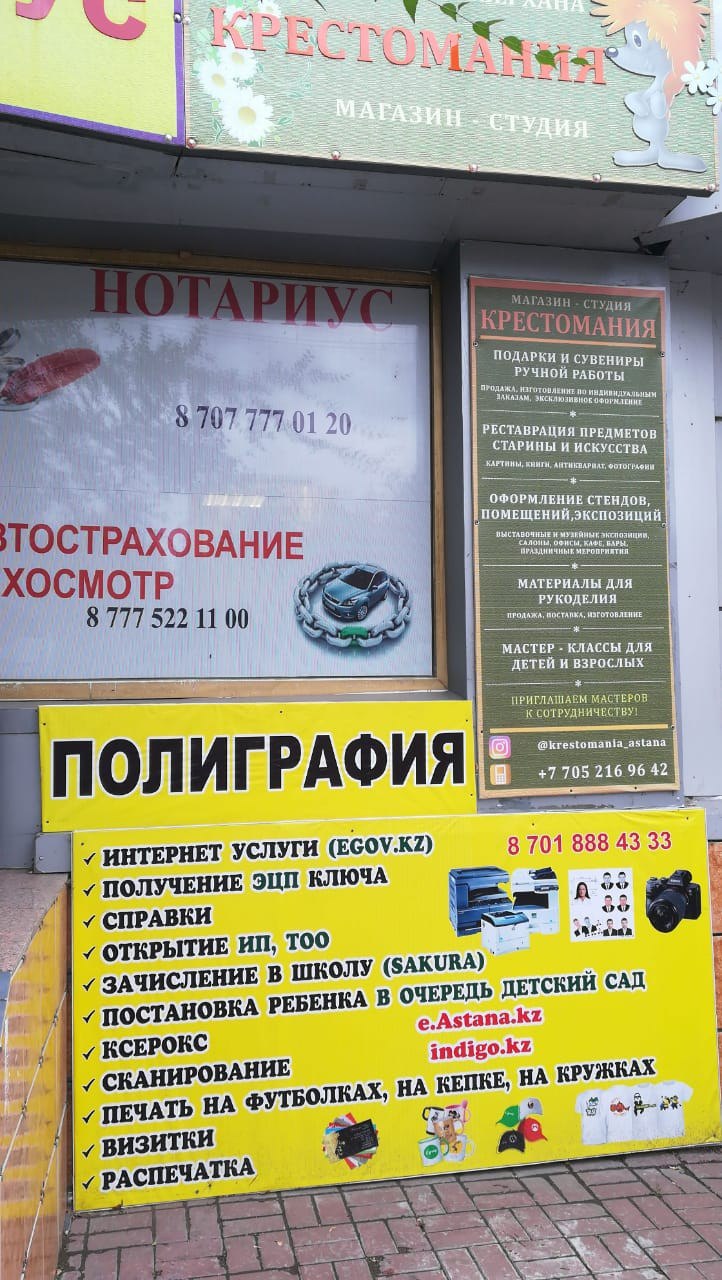 УС
КРЕСТОМАНИЯ
МАГАЗИН - СТУДИЯ
НОТАРИУС
8 707 777 01 20
ВТОСТРАХОВАНИЕ
ХОСМОТР
8 777 522 11 00
МАГАЗИН - СТУДИЯ
КРЕСТОМАНИЯ
ПОДАРКИ И СУВЕНИРЫ
РУЧНОЙ РАБОТЫ
ПРОДАЖА, ИЗГОТОВЛЕНИЕ ПО ИНДИВИДУАЛЬНЫМ
ЗАКАЗАМ, ЭКСКЛЮЗИВНОЕ ОФОРМЛЕНИЕ
РЕСТАВРАЦИЯ ПРЕДМЕТОВ
СТАРИНЫ И ИСКУССТВА
КАРТИНЫ, КНИГИ, АНТИКВАРИАТ, ФОТОГРАФИИ
ОФОРМЛЕНИЕ СТЕНДОВ,
ПОМЕЩЕНИЙ,ЭКСПОЗИЦИЙ
ВЫСТАВОЧНЫЕ И МУЗЕЙНЫЕ ЭКСПОЗИЦИИ,
САЛОНЫ, ОФИСЫ, КАФЕ, БАРЫ,
ПРАЗДНИЧНЫЕ МЕРОПРИЯТИЯ
МАТЕРИАЛЫ ДЛЯ
РУКОДЕЛИЯ
ПРОДАЖА, ПОСТАВКА, ИЗГОТОВЛЕНИЕ
МАСТЕР - КЛАССЫ ДЛЯ
ДЕТЕЙ И ВЗРОСЛЫХ
ПРИГЛАШАЕМ МАСТЕРОВ
К СОТРУДНИЧЕСТВУ!
@krestomania_astana
+7 705 216 96 42
ПОЛИГРАФИЯ
8 701 888 43 33
✓ ИНТЕРНЕТ УСЛУГИ (EGOV.KZ)
✓ ПОЛУЧЕНИЕ ЭЦП КЛЮЧА
✓ СПРАВКИ
✓ ОТКРЫТИЕ ИП, ТОО
✓ ЗАЧИСЛЕНИЕ В ШКОЛУ (SAKURA)
✓ ПОСТАНОВКА РЕБЕНКА В ОЧЕРЕДЬ ДЕТСКИЙ САД
e.Astana.kz
✓ КСЕРОКС
indigo.kz
✓ СКАНИРОВАНИЕ
✓ ПЕЧАТЬ НА ФУТБОЛКАХ, НА КЕПКЕ, НА КРУЖКАХ
✓ ВИЗИТКИ
✓ РАСПЕЧАТКА